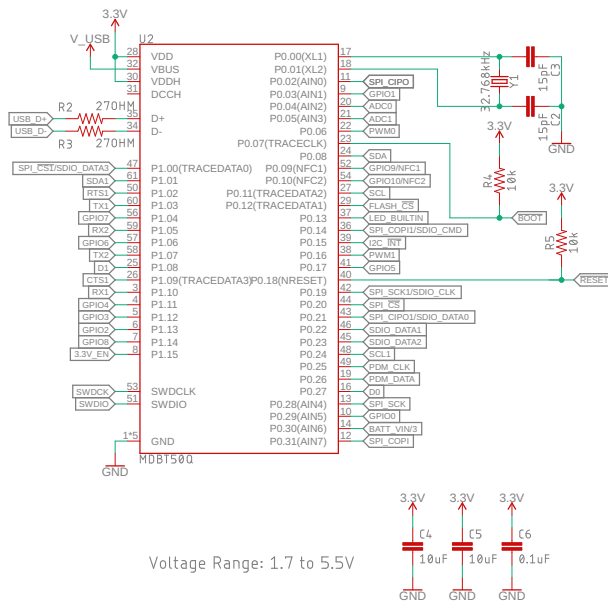 3.3V
V_USB
U2
28 VDD P0.00(XL1) 17
32 VBUS P0.01(XL2) 18
30 VDDH P0.02(AIN0) 11 SPI_CIPO
31 DCCH P0.03(AIN1) 9 GPIO1
P0.04(AIN2) 20 ADC0
USB_D+ R2 270HM 35 D+ P0.05(AIN3) 21 ADC1
USB_D- R3 270HM 34 D- P0.06 22 PWM0
P0.07(TRACECLK) 23
P0.08 24 SDA
SPI_CS1/SDIO_DATA3 47 P1.00(TRACEDATA0) P0.09(NFC1) 52 GPIO9/NFC1
SDA1 61 P1.01 P0.10(NFC2) 54 GPIO10/NFC2
RTS1 50 P1.02 P0.11(TRACEDATA2) 27 SCL
TX1 60 P1.03 P0.12(TRACEDATA1) 29 FLASH_CS
GPIO7 56 P1.04 P0.13 37 LED_BUILTIN
RX2 59 P1.05 P0.14 36 SPI_COPI1/SDIO_CMD
GPIO6 57 P1.06 P0.15 39 I2C_INT
TX2 58 P1.07 P0.16 38 PWM1
D1 25 P1.08 P0.17 41 GPIO5
CTS1 26 P1.09(TRACEDATA3) P0.18(NRESET) 40
RX1 3 P1.10 P0.19 42 SPI_SCK1/SDIO_CLK
GPIO4 4 P1.11 P0.20 44 SPI_CS
GPIO3 5 P1.12 P0.21 43 SPI_CIPO1/SDIO_DATA0
GPIO2 6 P1.13 P0.22 46 SDIO_DATA1
GPIO8 7 P1.14 P0.23 45 SDIO_DATA2
3.3V_EN 8 P1.15 P0.24 48 SCL1
P0.25 49 PDM_CLK
P0.26 19 PDM_DATA
SWDCK 53 SWDCLK P0.27 16 D0
SWDIO 51 SWDIO P0.28(AIN4) 13 SPI_SCK
P0.29(AIN5) 10 GPIO0
P0.30(AIN6) 14 BATT_VIN/3
1*5 GND P0.31(AIN7) 12 SPI_COPI
GND
MDBT50Q
32.768kHz
Y1
15pF
C3
15pF
C2
GND
3.3V
R4
10k
BOOT
3.3V
R5
10k
RESET
3.3V 3.3V 3.3V
C4 C5 C6
10uF 10uF 0.1uF
GND GND GND
Voltage Range: 1.7 to 5.5V